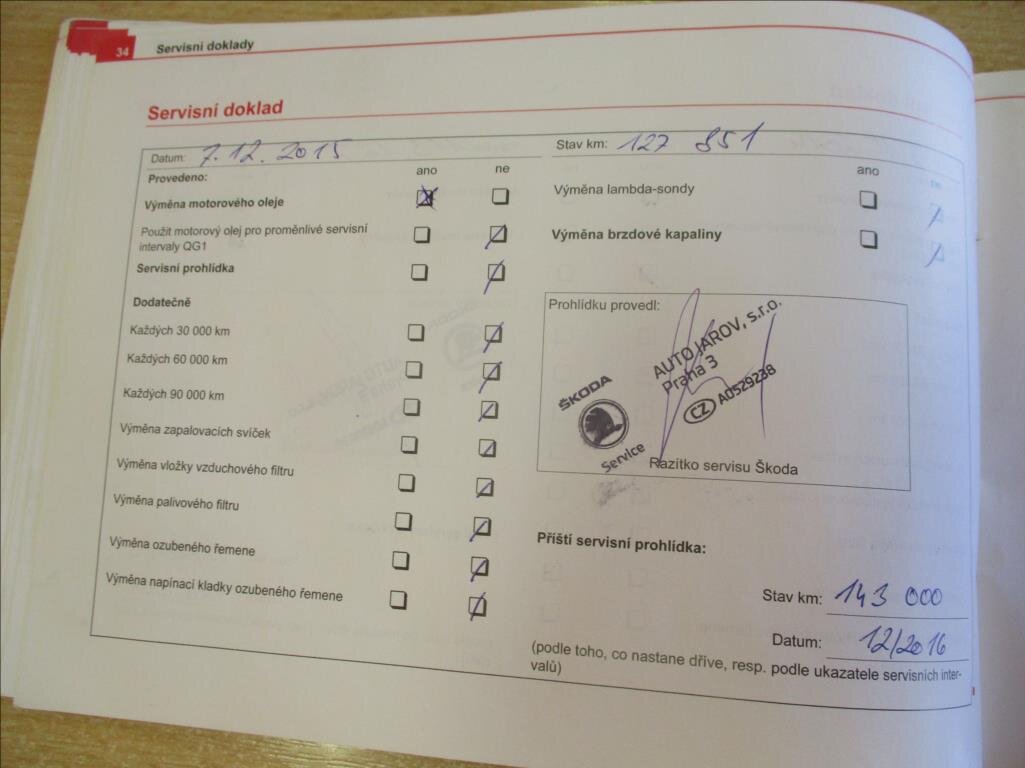 34
Servisní doklady
Servisní doklad
Datum: 7.12.2015
Stav km: 127 851
Provedeno:
ano
ne
Výměna motorového oleje
Použit motorový olej pro proměnlivé servisní
intervaly QG1
Servisní prohlídka
Dodatečně
Každých 30 000 km
Každých 60 000 km
Každých 90 000 km
Výměna zapalovacích svíček
Výměna vložky vzduchového filtru
Výměna palivového filtru
Výměna ozubeného řemene
Výměna napínací kladky ozubeného řemene
ano
ne
Výměna lambda-sondy
Výměna brzdové kapaliny
Prohlídku provedl:
AUTO JAROV, s.r.o.
Praha 3
CZ A0529238
ŠKODA
Service
Razítko servisu Škoda
Příští servisní prohlídka:
Stav km: 143 000
Datum: 12/2016
(podle toho, co nastane dříve, resp. podle ukazatele servisních inter-
valů)